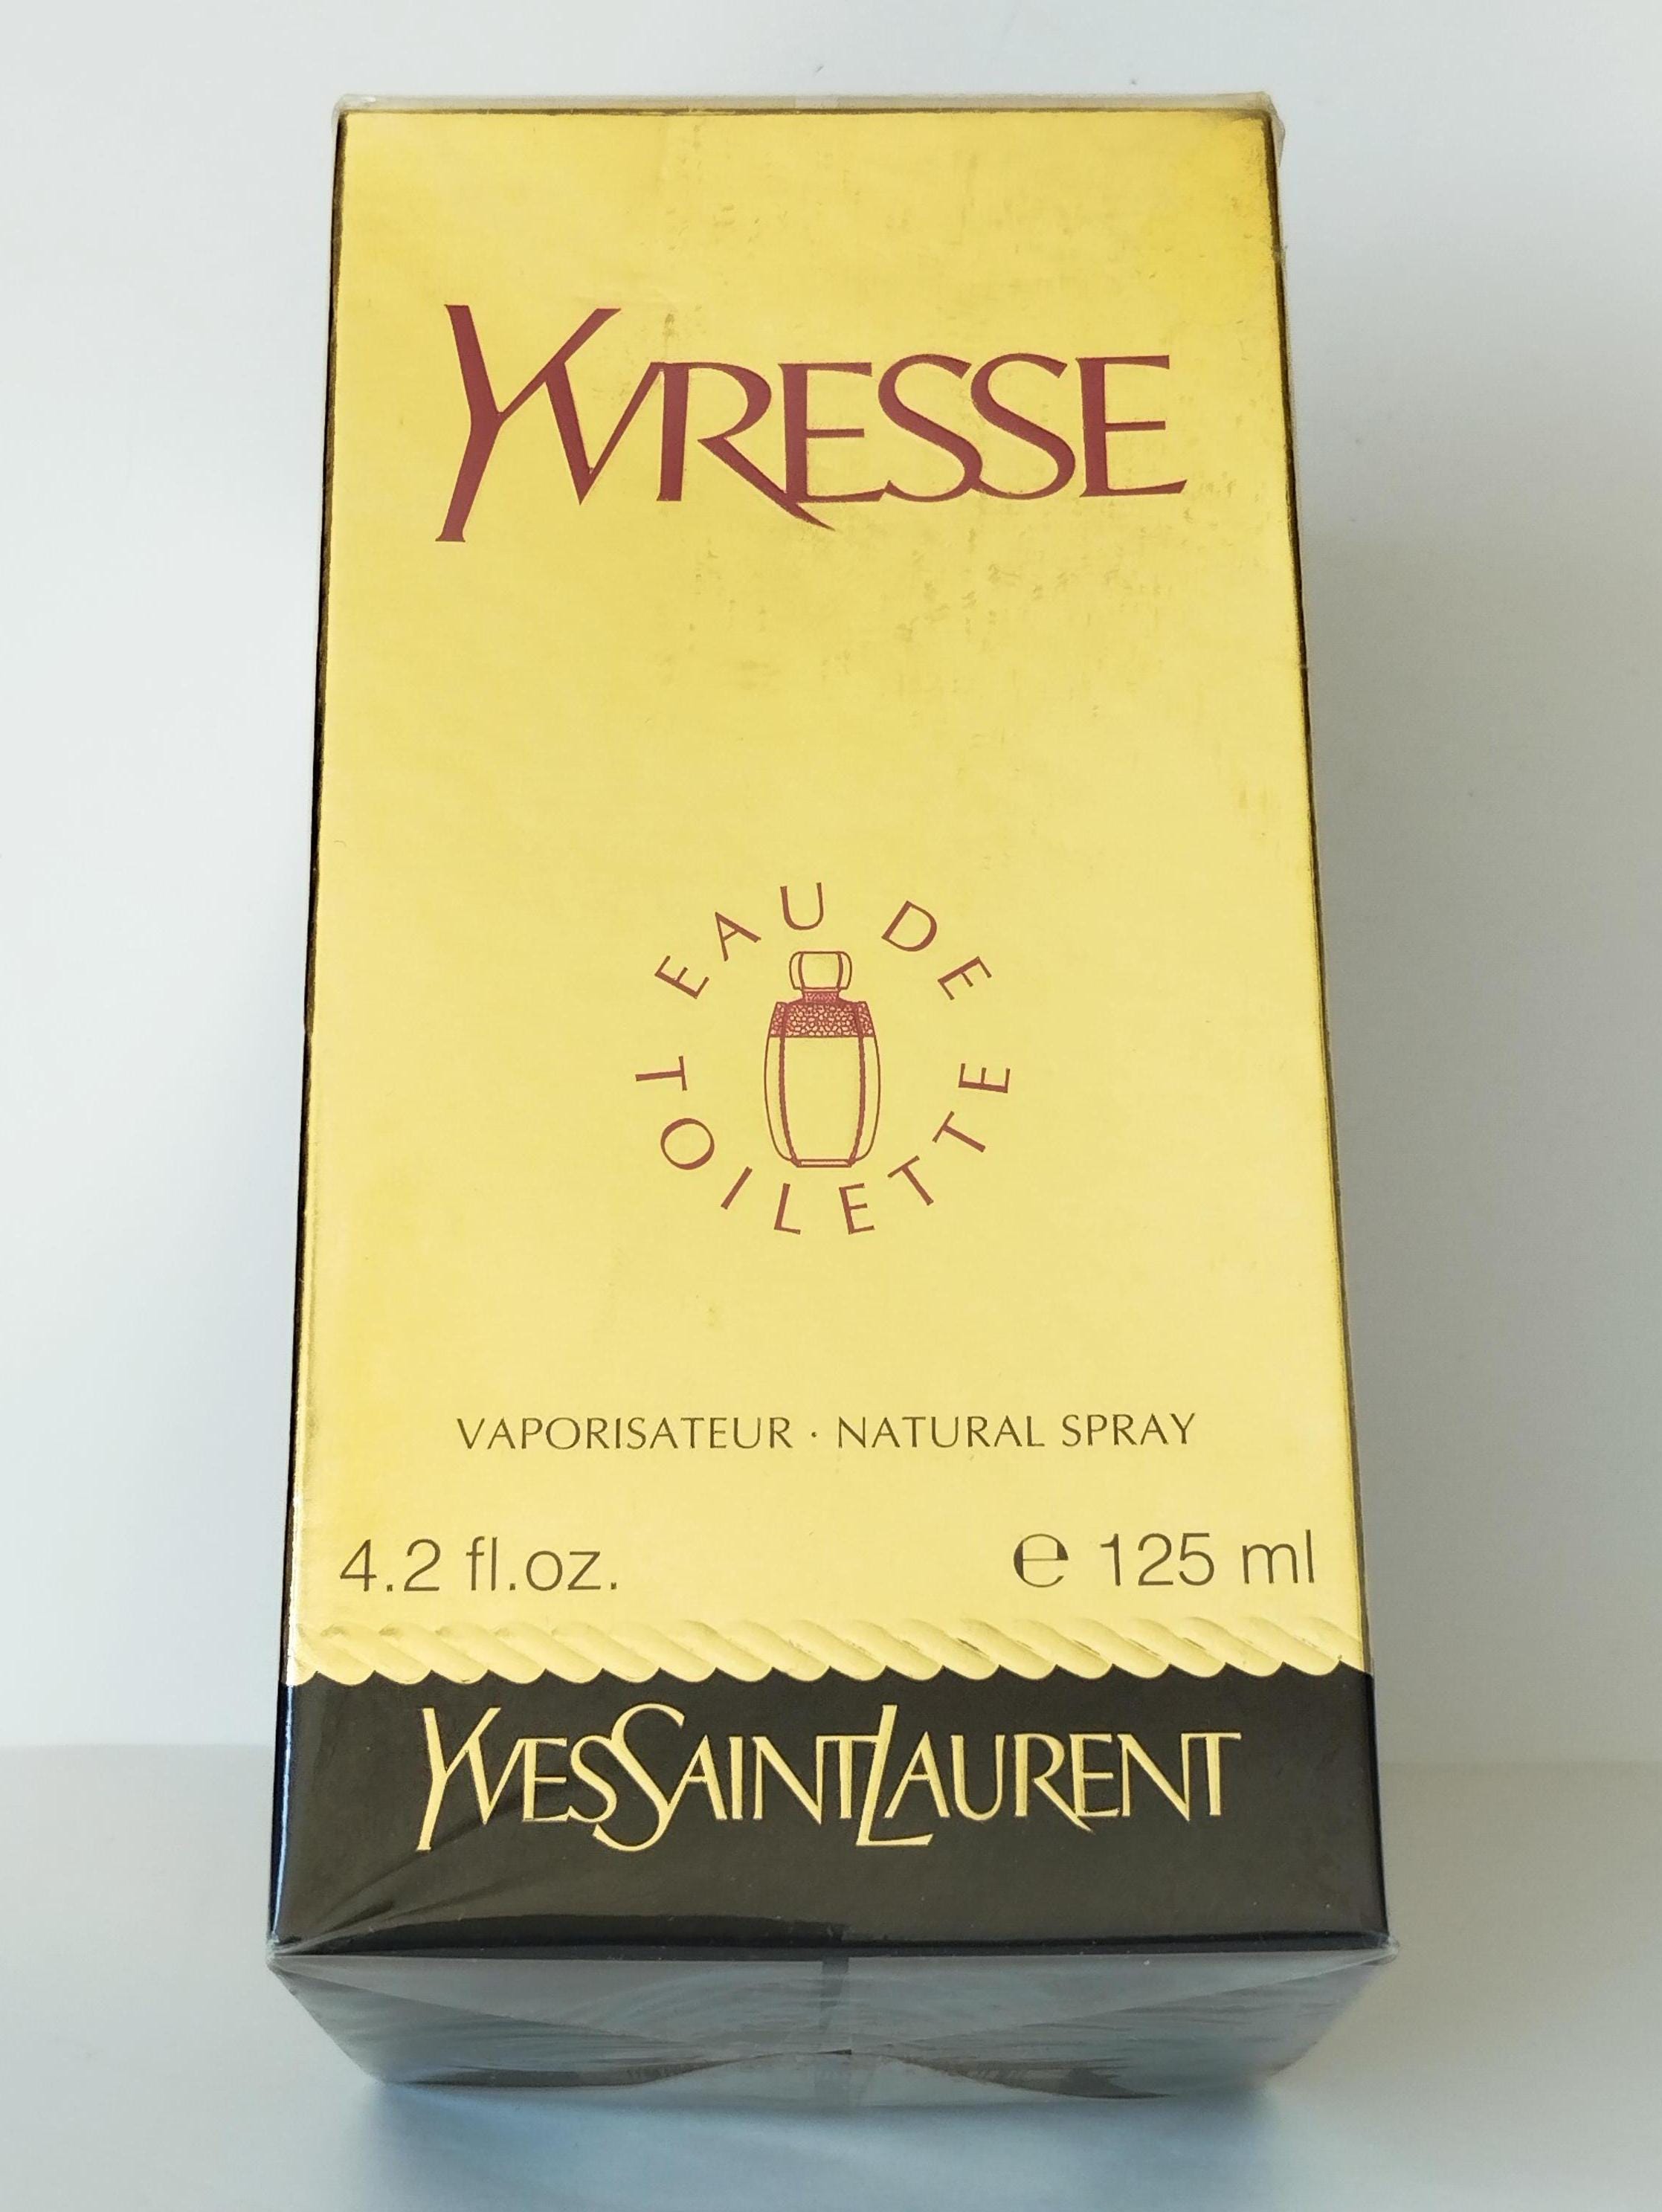 YVRESSE
EAU DE
TOILETTE
VAPORISATEUR · NATURAL SPRAY
4.2 fl.oz. ℮ 125 ml
YVESSAINTLAURENT